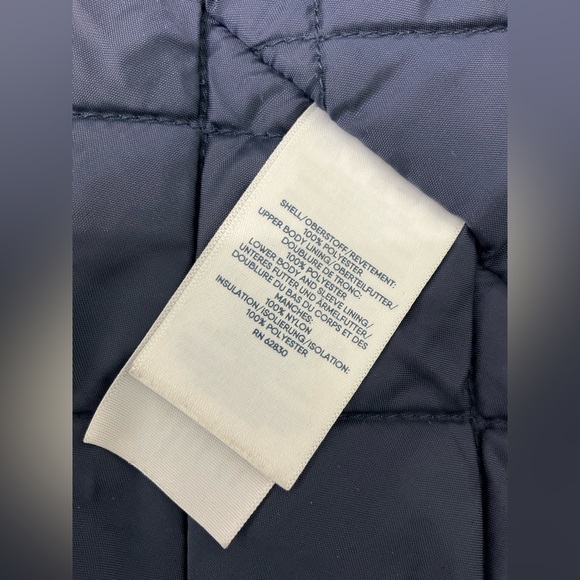 SHELL/OBERSTOFF/REVETEMENT:
100% POLYESTER
UPPER BODY LINING/OBERTEILFUTTER/
DOUBLURE DE TRONC:
100% POLYESTER
LOWER BODY AND SLEEVE LINING/
UNTERES FUTTER UND ARMELFUTTER/
DOUBLURE DU BAS DU CORPS ET DES
MANCHES:
100% NYLON
INSULATION/ISOLIERUNG/ISOLATION:
100% POLYESTER
RN 62830